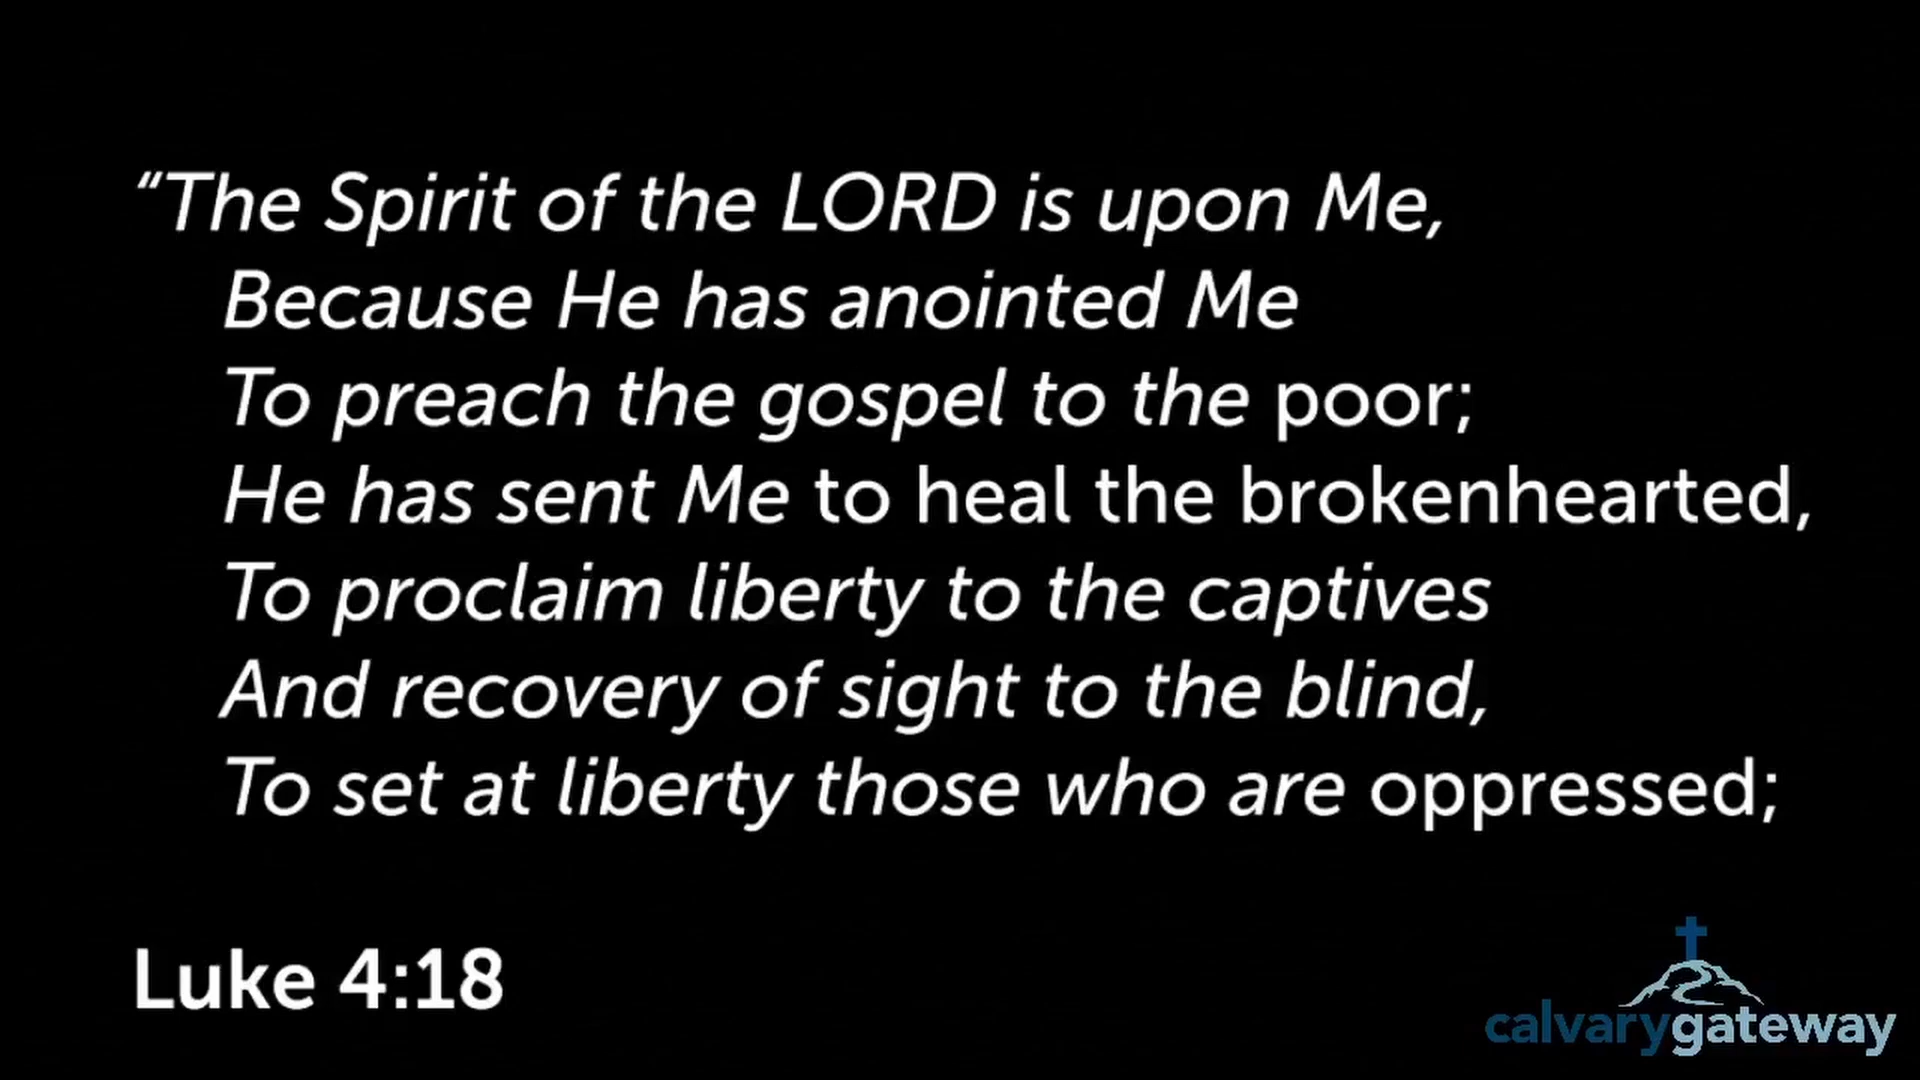 “The Spirit of the LORD is upon Me,
Because He has anointed Me
To preach the gospel to the poor;
He has sent Me to heal the brokenhearted,
To proclaim liberty to the captives
And recovery of sight to the blind,
To set at liberty those who are oppressed;
Luke 4:18
calvarygateway